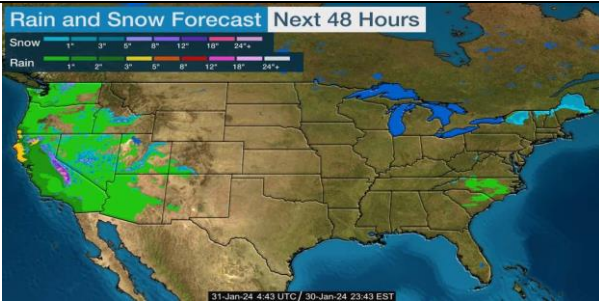 Rain and Snow Forecast Next 48 Hours
Snow 1" 3" 5" 8" 12" 18" 24"+
Rain 1" 2" 3" 5" 8" 12" 18" 24"+
31-Jan-24 4:43 UTC / 30-Jan-24 23:43 EST